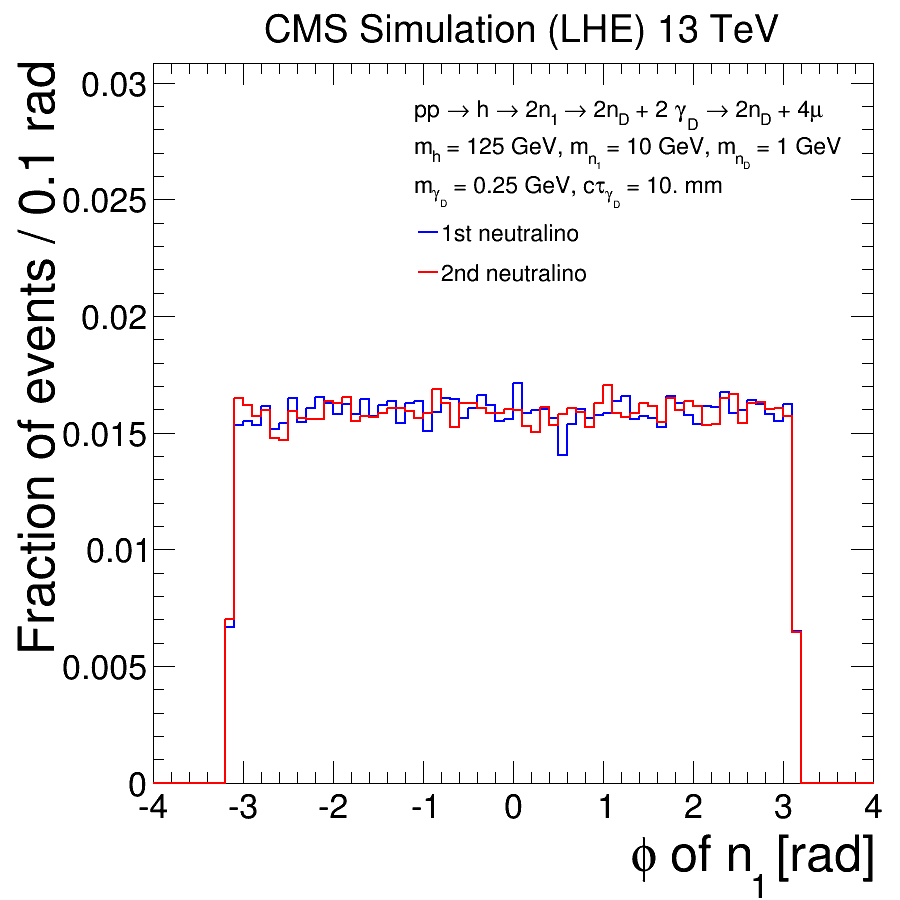 CMS Simulation (LHE) 13 TeV
Fraction of events / 0.1 rad
0.03
0.025
0.02
0.015
0.01
0.005
0
pp → h → 2n₁ → 2n_D + 2 γ_D → 2n_D + 4μ
m_h = 125 GeV, m_n₁ = 10 GeV, m_n_D = 1 GeV
m_γ_D = 0.25 GeV, cτ_γ_D = 10. mm
1st neutralino
2nd neutralino
-4 -3 -2 -1 0 1 2 3 4
ϕ of n₁ [rad]